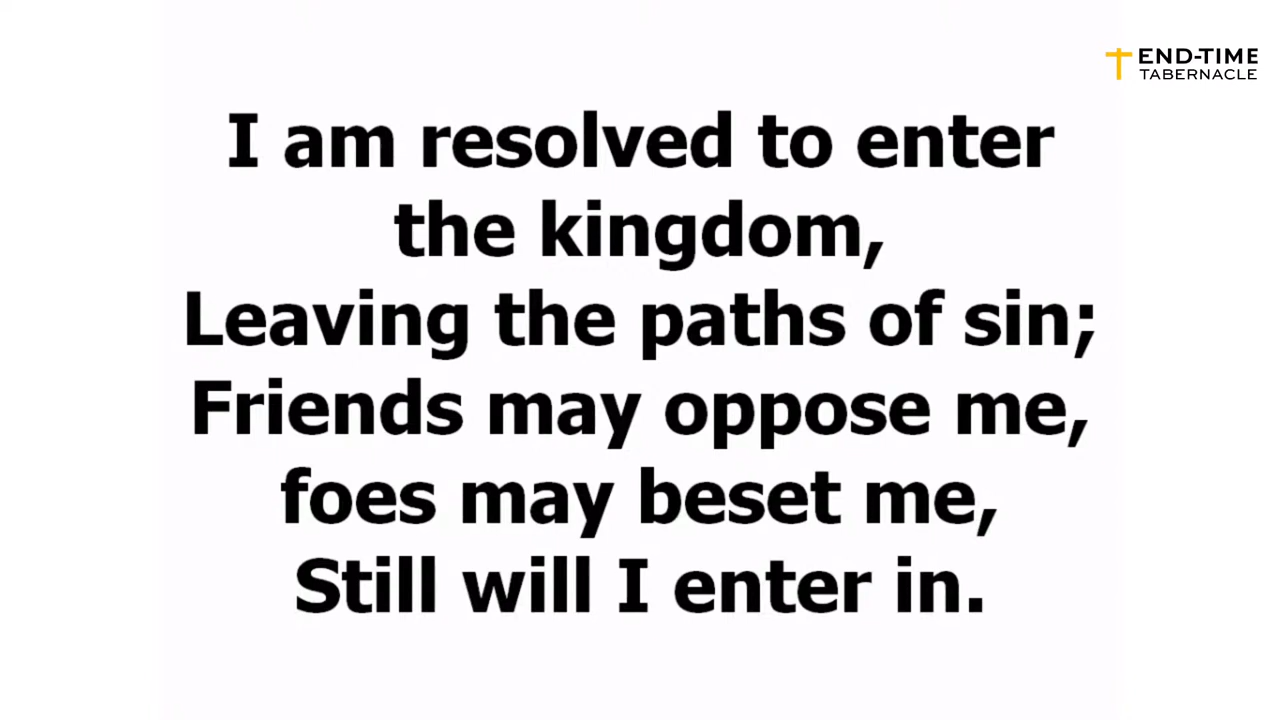 END-TIME
TABERNACLE
I am resolved to enter
the kingdom,
Leaving the paths of sin;
Friends may oppose me,
foes may beset me,
Still will I enter in.